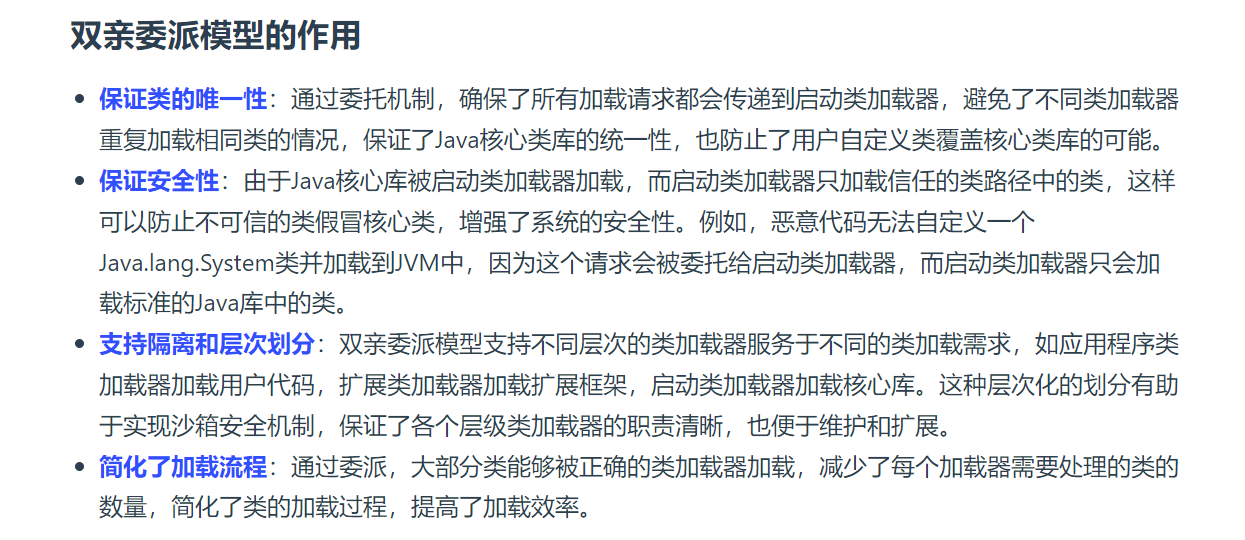 双亲委派模型的作用
• 保证类的唯一性：通过委托机制，确保了所有加载请求都会传递到启动类加载器，避免了不同类加载器
重复加载相同类的情况，保证了Java核心类库的统一性，也防止了用户自定义类覆盖核心类库的可能。
• 保证安全性：由于Java核心库被启动类加载器加载，而启动类加载器只加载信任的类路径中的类，这样
可以防止不可信的类假冒核心类，增强了系统的安全性。例如，恶意代码无法自定义一个
Java.lang.System类并加载到JVM中，因为这个请求会被委托给启动类加载器，而启动类加载器只会加
载标准的Java库中的类。
• 支持隔离和层次划分：双亲委派模型支持不同层次的类加载器服务于不同的类加载需求，如应用程序类
加载器加载用户代码，扩展类加载器加载扩展框架，启动类加载器加载核心库。这种层次化的划分有助
于实现沙箱安全机制，保证了各个层级类加载器的职责清晰，也便于维护和扩展。
• 简化了加载流程：通过委派，大部分类能够被正确的类加载器加载，减少了每个加载器需要处理的类的
数量，简化了类的加载过程，提高了加载效率。